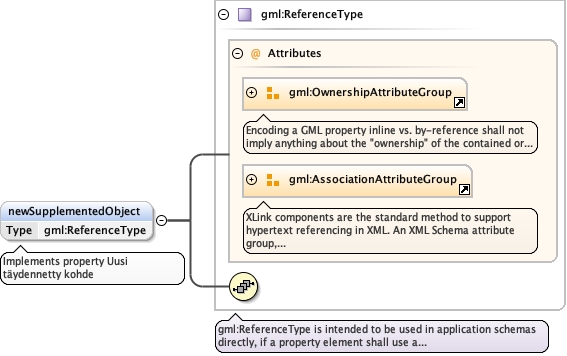 gml:ReferenceType
@ Attributes
gml:OwnershipAttributeGroup
Encoding a GML property inline vs. by-reference shall not
imply anything about the "ownership" of the contained or...
gml:AssociationAttributeGroup
XLink components are the standard method to support
hypertext referencing in XML. An XML Schema attribute
group,...
newSupplementedObject
Type gml:ReferenceType
Implements property Uusi
täydennetty kohde
gml:ReferenceType is intended to be used in application schemas
directly, if a property element shall use a...